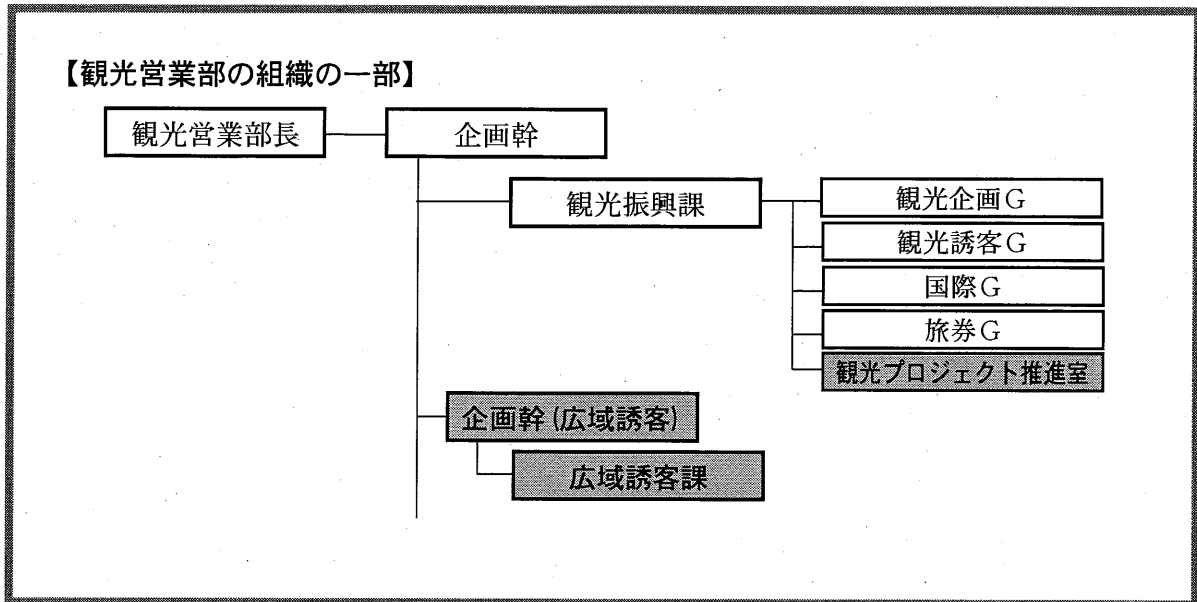 【観光営業部の組織の一部】
観光営業部長
企画幹
観光振興課
観光企画G
観光誘客G
国際G
旅券G
観光プロジェクト推進室
企画幹(広域誘客)
広域誘客課